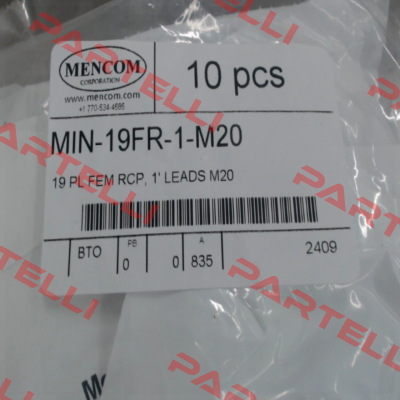 MENCOM
CORPORATION
www.mencom.com
+1 770-534-4585
10 pcs
MIN-19FR-1-M20
19 PL FEM RCP, 1' LEADS M20
BTO
PB
0
0
A
835
2409
PARTELLI
PARTELLI
PARTELLI
PARTELLI